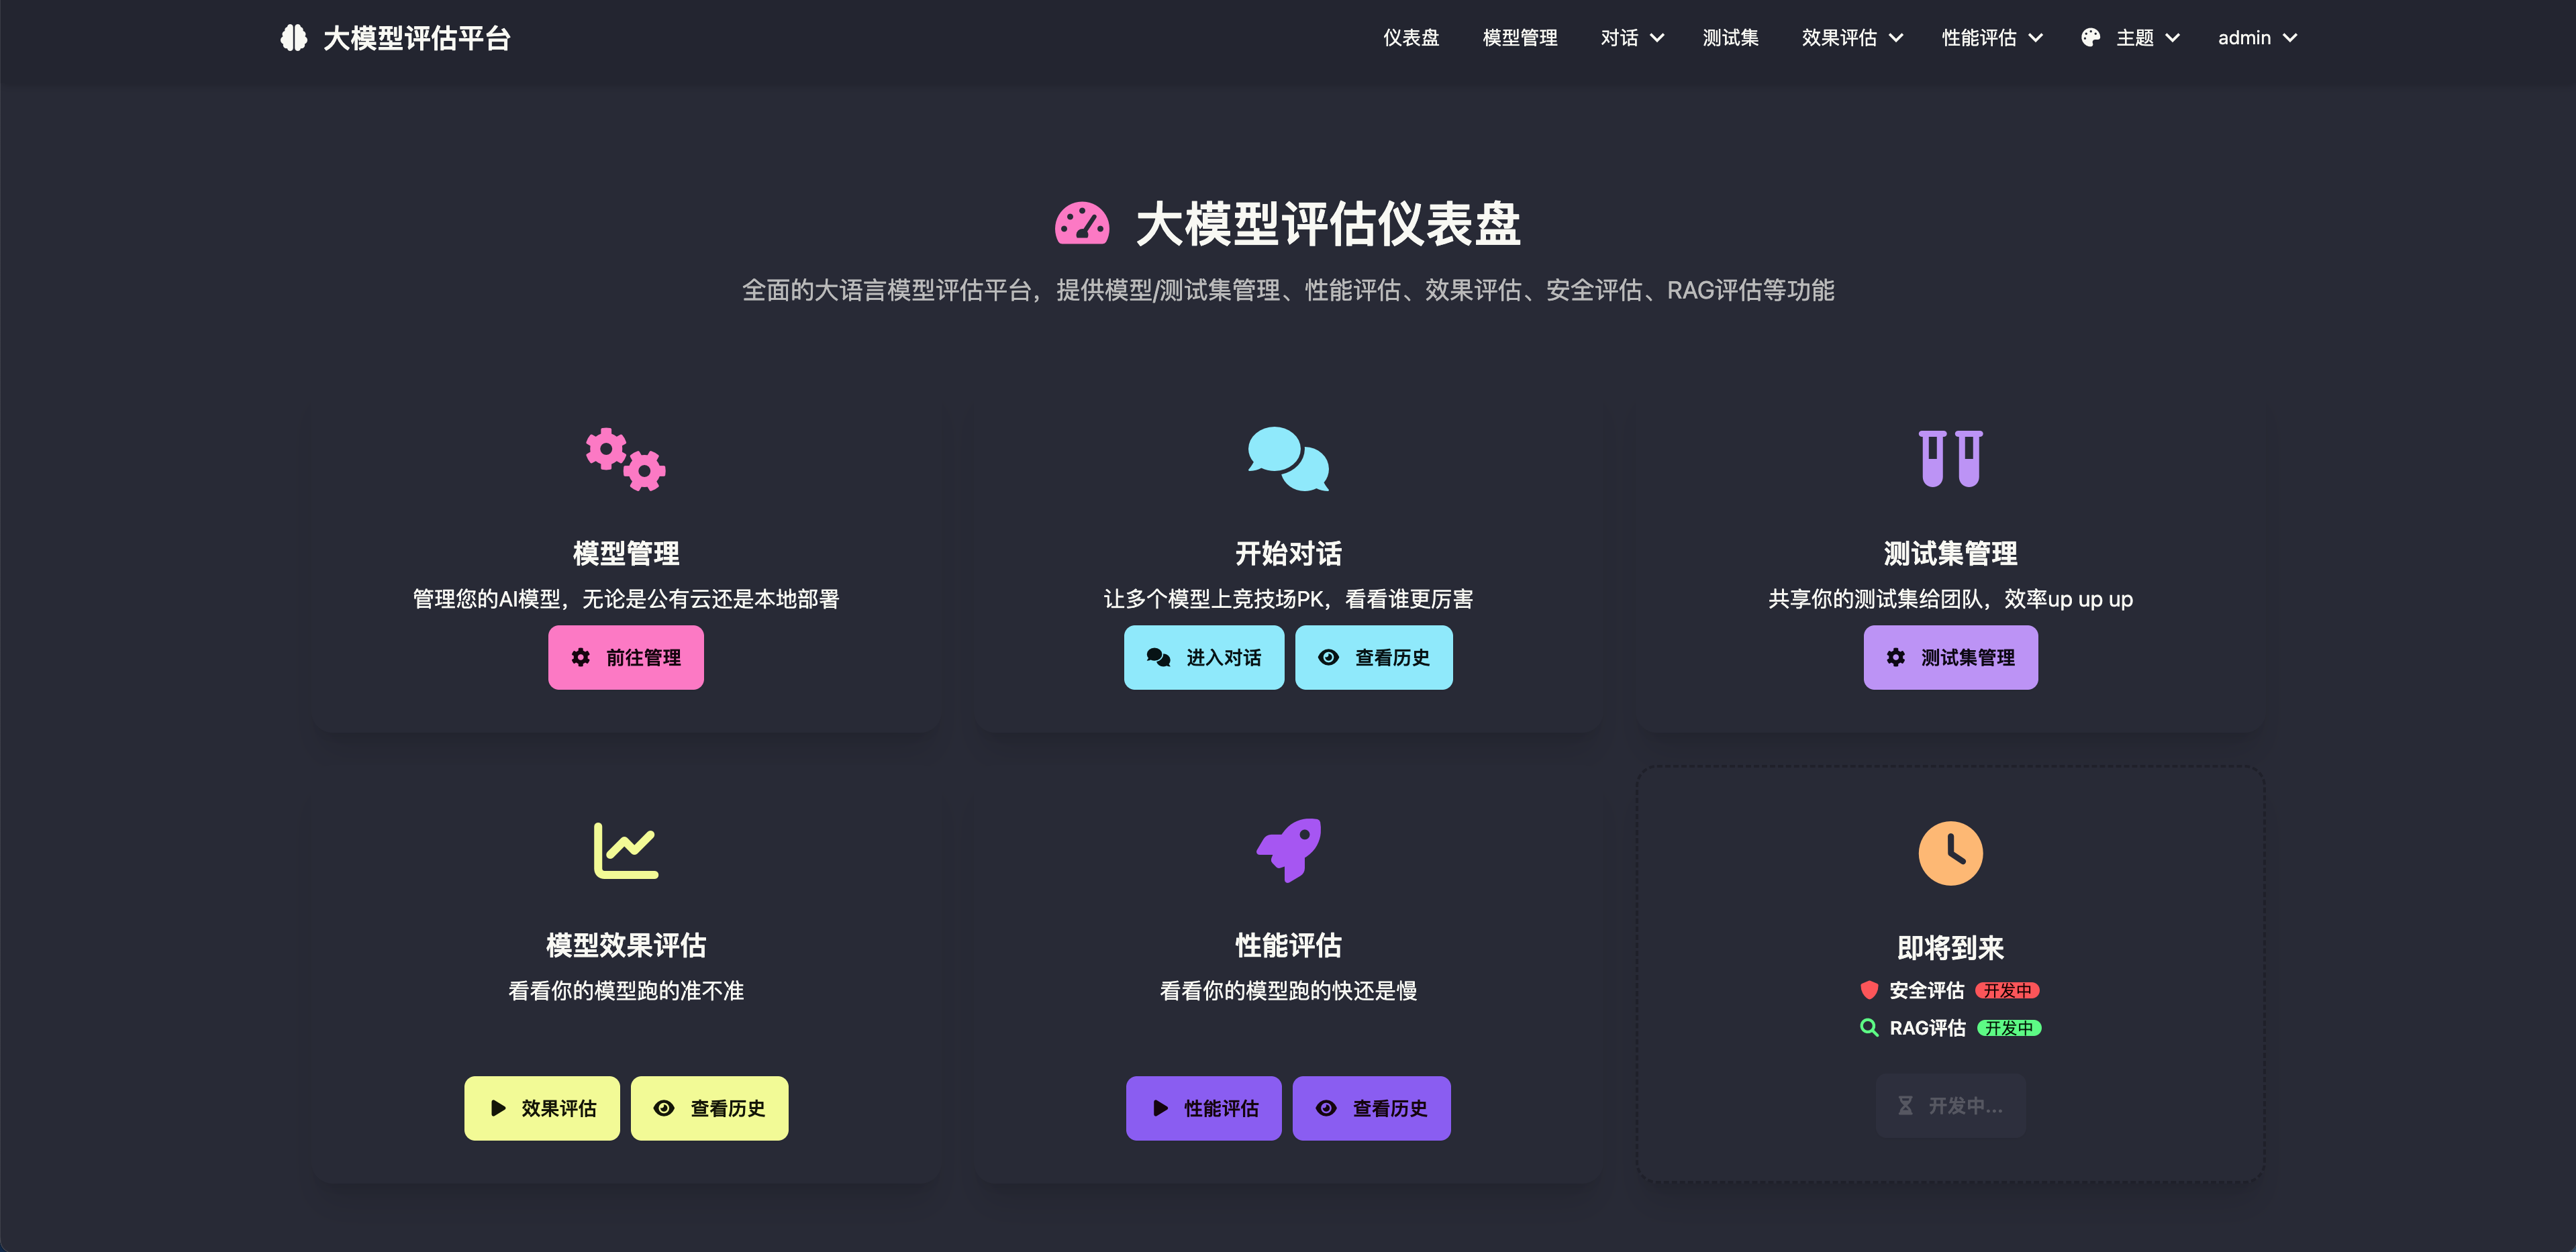 大模型评估平台
仪表盘 模型管理 对话 测试集 效果评估 性能评估 主题 admin
大模型评估仪表盘
全面的大语言模型评估平台，提供模型/测试集管理、性能评估、效果评估、安全评估、RAG评估等功能
模型管理
管理您的AI模型，无论是公有云还是本地部署
前往管理
开始对话
让多个模型上竞技场PK，看看谁更厉害
进入对话 查看历史
测试集管理
共享你的测试集给团队，效率up up up
测试集管理
模型效果评估
看看你的模型跑的准不准
效果评估 查看历史
性能评估
看看你的模型跑的快还是慢
性能评估 查看历史
即将到来
安全评估 开发中
RAG评估 开发中
开发中...